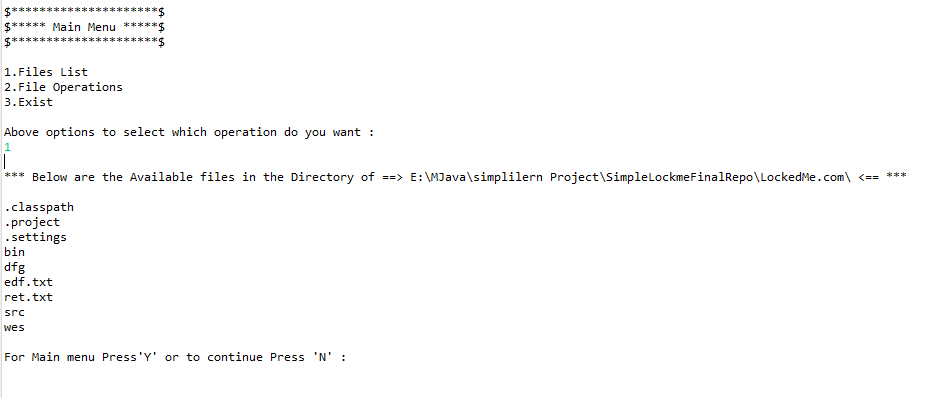 $*********************$
$***** Main Menu *****$
$*********************$
1.Files List
2.File Operations
3.Exist
Above options to select which operation do you want :
1
*** Below are the Available files in the Directory of ==> E:\MJava\simplilern Project\SimpleLockmeFinalRepo\LockedMe.com\ <== ***
.classpath
.project
.settings
bin
dfg
edf.txt
ret.txt
src
wes
For Main menu Press'Y' or to continue Press 'N' :